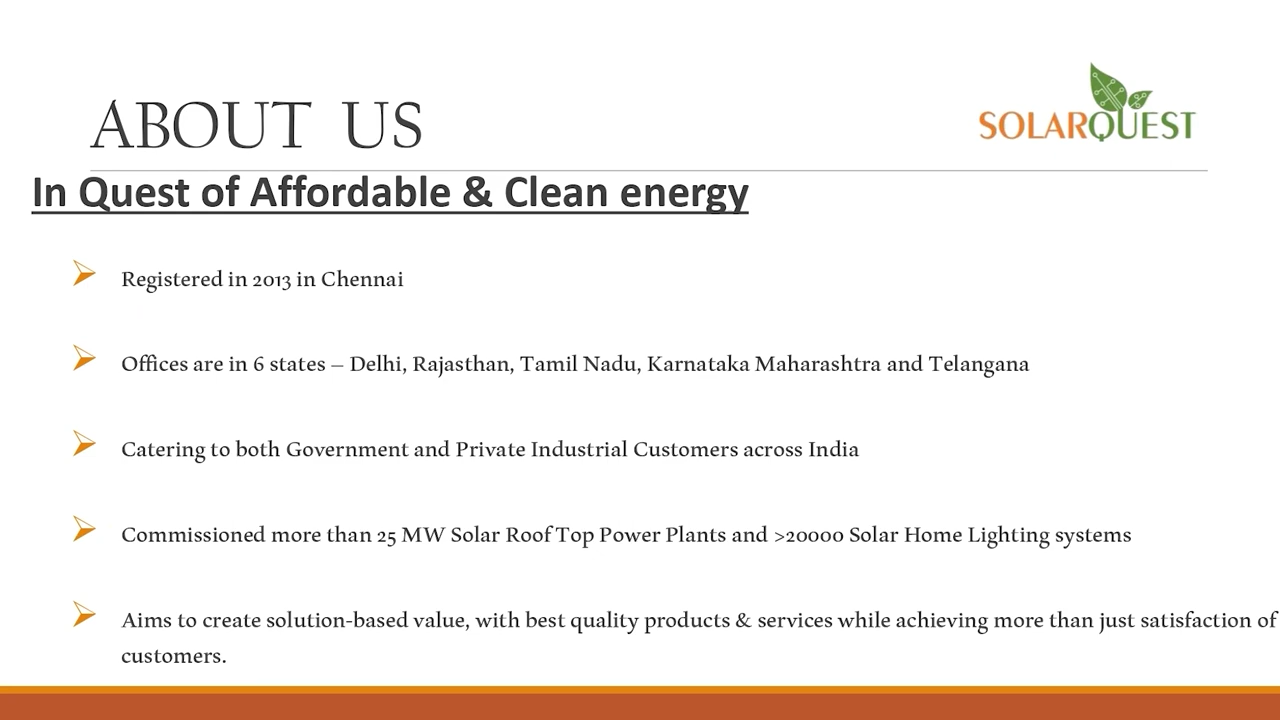 ABOUT US
SOLARQUEST
In Quest of Affordable & Clean energy
Registered in 2013 in Chennai
Offices are in 6 states – Delhi, Rajasthan, Tamil Nadu, Karnataka Maharashtra and Telangana
Catering to both Government and Private Industrial Customers across India
Commissioned more than 25 MW Solar Roof Top Power Plants and >20000 Solar Home Lighting systems
Aims to create solution-based value, with best quality products & services while achieving more than just satisfaction of
customers.